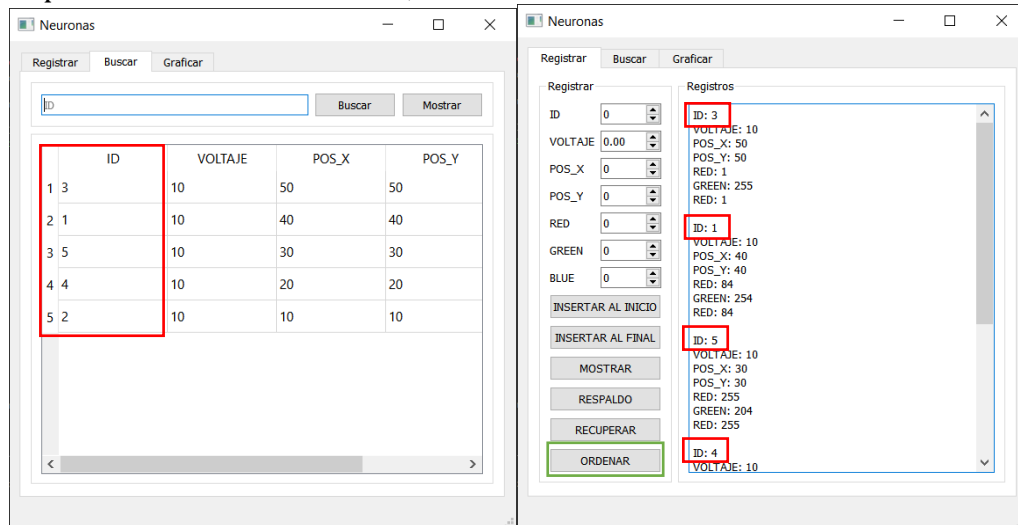 Neuronas
Registrar Buscar Graficar
ID Buscar Mostrar
ID VOLTAJE POS_X POS_Y
1 3 10 50 50
2 1 10 40 40
3 5 10 30 30
4 4 10 20 20
5 2 10 10 10
Neuronas
Registrar Buscar Graficar
Registrar
ID 0
VOLTAJE 0.00
POS_X 0
POS_Y 0
RED 0
GREEN 0
BLUE 0
INSERTAR AL INICIO
INSERTAR AL FINAL
MOSTRAR
RESPALDO
RECUPERAR
ORDENAR
Registros
ID: 3
VOLTAJE: 10
POS_X: 50
POS_Y: 50
RED: 1
GREEN: 255
RED: 1
ID: 1
VOLTAJE: 10
POS_X: 40
POS_Y: 40
RED: 84
GREEN: 254
RED: 84
ID: 5
VOLTAJE: 10
POS_X: 30
POS_Y: 30
RED: 255
GREEN: 204
RED: 255
ID: 4
VOLTAJE: 10